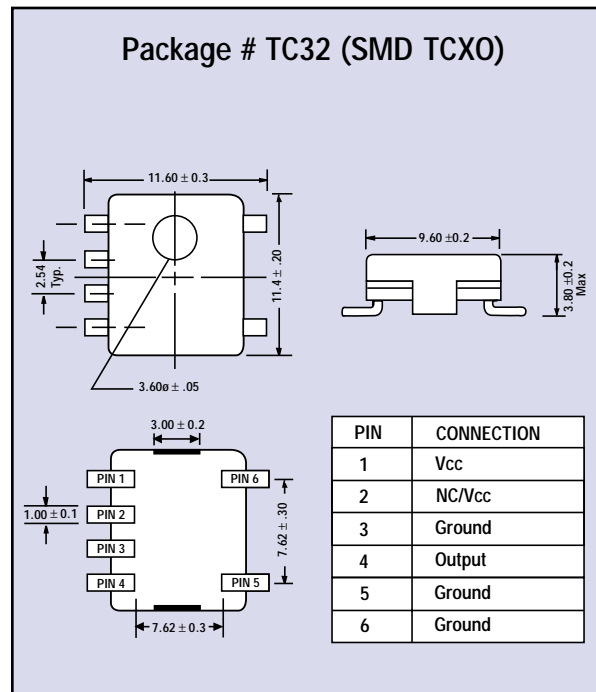 Package # TC32 (SMD TCXO)
11.60 ± 0.3
2.54
Typ.
11.4 ± .20
3.60ø ± .05
9.60 ±0.2
3.80 ±0.2
Max
3.00 ± 0.2
PIN 1
PIN 6
1.00 ± 0.1
PIN 2
PIN 3
7.62 ± .30
PIN 4
PIN 5
7.62 ± 0.3
PIN CONNECTION
1 Vcc
2 NC/Vcc
3 Ground
4 Output
5 Ground
6 Ground